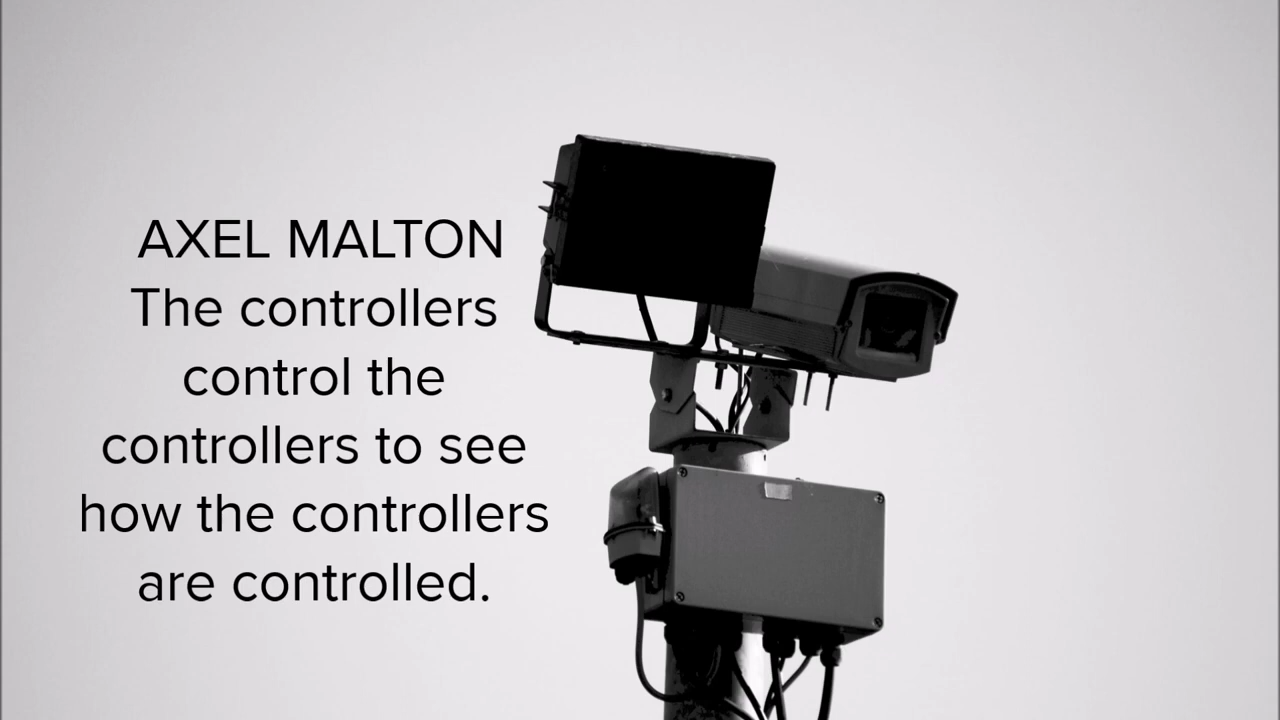 AXEL MALTON
The controllers
control the
controllers to see
how the controllers
are controlled.